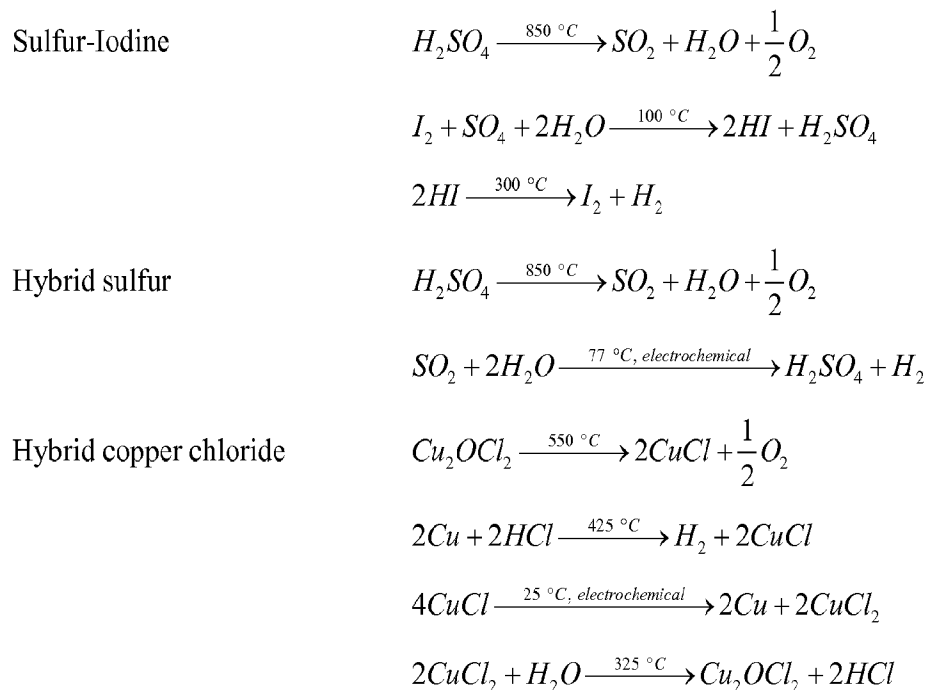 Sulfur-Iodine H₂SO₄ —850 °C→ SO₂ + H₂O + 1/2 O₂
I₂ + SO₄ + 2H₂O —100 °C→ 2HI + H₂SO₄
2HI —300 °C→ I₂ + H₂
Hybrid sulfur H₂SO₄ —850 °C→ SO₂ + H₂O + 1/2 O₂
SO₂ + 2H₂O —77 °C, electrochemical→ H₂SO₄ + H₂
Hybrid copper chloride Cu₂OCl₂ —550 °C→ 2CuCl + 1/2 O₂
2Cu + 2HCl —425 °C→ H₂ + 2CuCl
4CuCl —25 °C, electrochemical→ 2Cu + 2CuCl₂
2CuCl₂ + H₂O —325 °C→ Cu₂OCl₂ + 2HCl